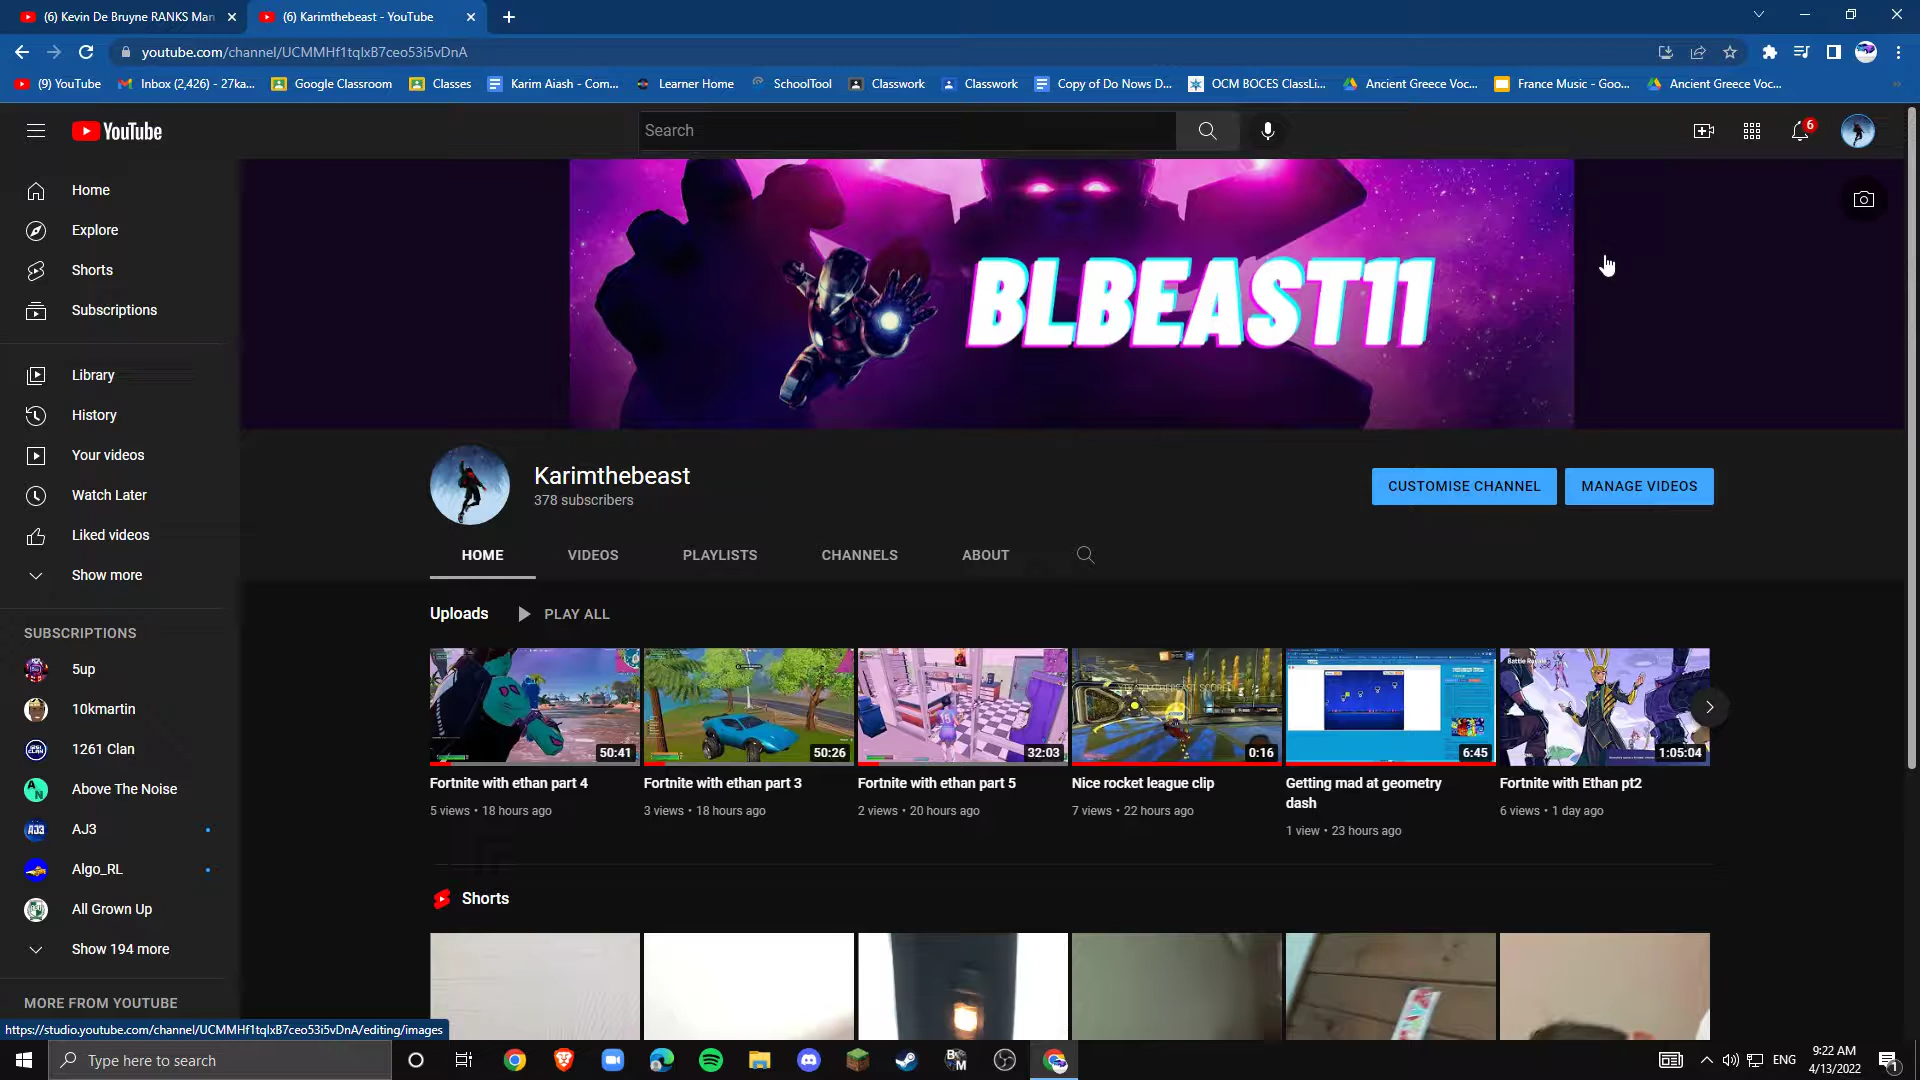 (6) Kevin De Bruyne RANKS Man
(6) Karimthebeast - YouTube
youtube.com/channel/UCMMHf1tqlxB7ceo53i5vDnA
(9) YouTube
Inbox (2,426) - 27ka...
Google Classroom
Classes
Karim Aiash - Com...
Learner Home
SchoolTool
Classwork
Classwork
Copy of Do Nows D...
OCM BOCES ClassLi...
Ancient Greece Voc...
France Music - Goo...
Ancient Greece Voc...
YouTube
Search
6
Home
Explore
Shorts
Subscriptions
Library
History
Your videos
Watch Later
Liked videos
Show more
SUBSCRIPTIONS
5up
10kmartin
1261 Clan
Above The Noise
AJ3
Algo_RL
All Grown Up
Show 194 more
MORE FROM YOUTUBE
BLBEAST11
Karimthebeast
378 subscribers
CUSTOMISE CHANNEL
MANAGE VIDEOS
HOME
VIDEOS
PLAYLISTS
CHANNELS
ABOUT
Uploads
PLAY ALL
50:41
Fortnite with ethan part 4
5 views • 18 hours ago
50:26
Fortnite with ethan part 3
3 views • 18 hours ago
32:03
Fortnite with ethan part 5
2 views • 20 hours ago
0:16
Nice rocket league clip
7 views • 22 hours ago
6:45
Getting mad at geometry
dash
1 view • 23 hours ago
Battle Royale
1:05:04
Fortnite with Ethan pt2
6 views • 1 day ago
Shorts
https://studio.youtube.com/channel/UCMMHf1tqlxB7ceo53i5vDnA/editing/images
Type here to search
ENG
9:22 AM
4/13/2022
1